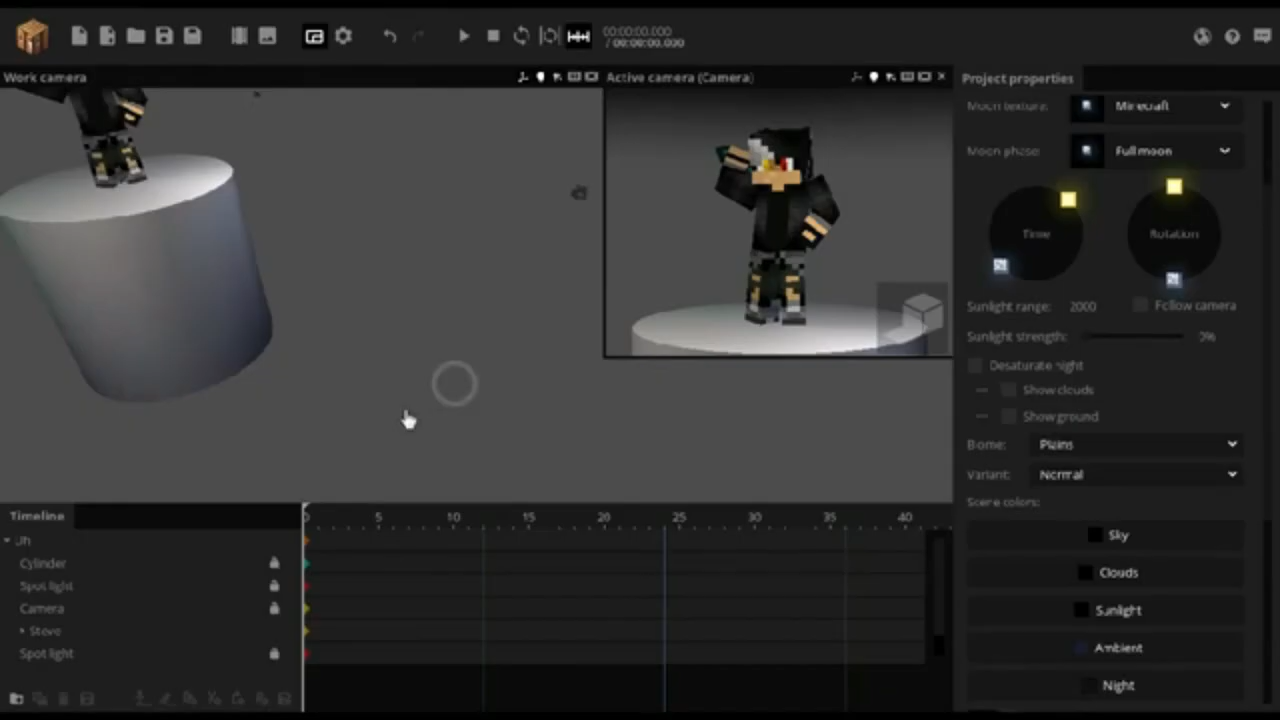 00:00:00.000
/ 00:00:00.000
Work camera
Active camera (Camera)
Project properties
Moon texture:
Minecraft
Moon phase:
Full moon
Time
Rotation
Sunlight range:
2000
Follow camera
Sunlight strength:
0%
Desaturate night
Show clouds
Show ground
Biome:
Plains
Variant:
Normal
Scene colors:
Sky
Clouds
Sunlight
Ambient
Night
Timeline
0 5 10 15 20 25 30 35 40
Cylinder
Spot light
Camera
Steve
Spot light